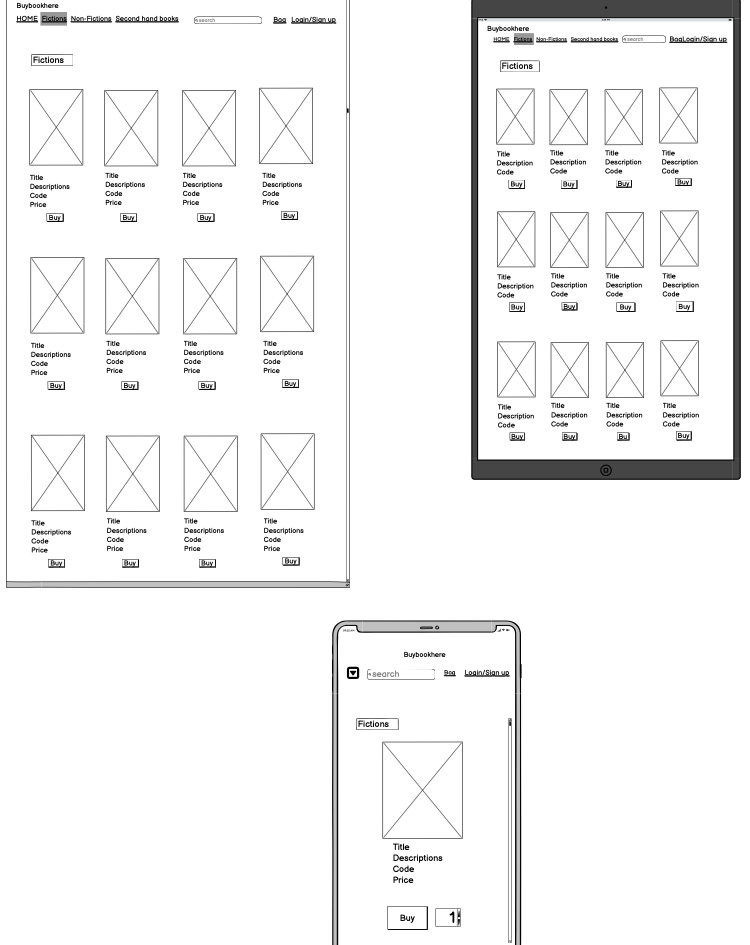 Buybookhere
HOME Fictions Non-Fictions Second hand books search Bag Login/Sign up
Fictions
Title Title Title Title
Descriptions Descriptions Descriptions Descriptions
Code Code Code Code
Price Price Price Price
Buy Buy Buy Buy
Title Title Title Title
Descriptions Descriptions Descriptions Descriptions
Code Code Code Code
Price Price Price Price
Buy Buy Buy Buy
Title Title Title Title
Descriptions Descriptions Descriptions Descriptions
Code Code Code Code
Price Price Price Price
Buy Buy Buy Buy
Buybookhere
HOME Fictions Non-Fictions Second hand books search BagLogin/Sign up
Fictions
Title Title Title Title
Description Description Description Description
Code Code Code Code
Buy Buy Buy Buy
Title Title Title Title
Description Description Description Description
Code Code Code Code
Buy Buy Buy Buy
Title Title Title Title
Description Description Description Description
Code Code Code Code
Buy Buy Bu Buy
Buybookhere
search Bag Login/Sign up
Fictions
Title
Descriptions
Code
Price
Buy 1